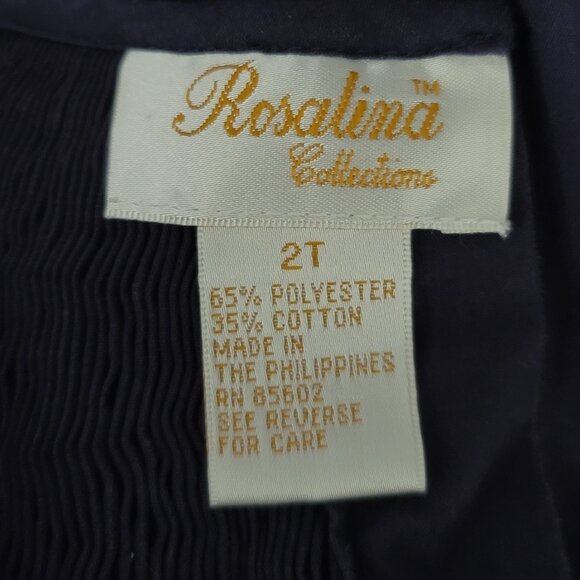 Rosalina™
Collections
2T
65% POLYESTER
35% COTTON
MADE IN
THE PHILIPPINES
RN 85602
SEE REVERSE
FOR CARE